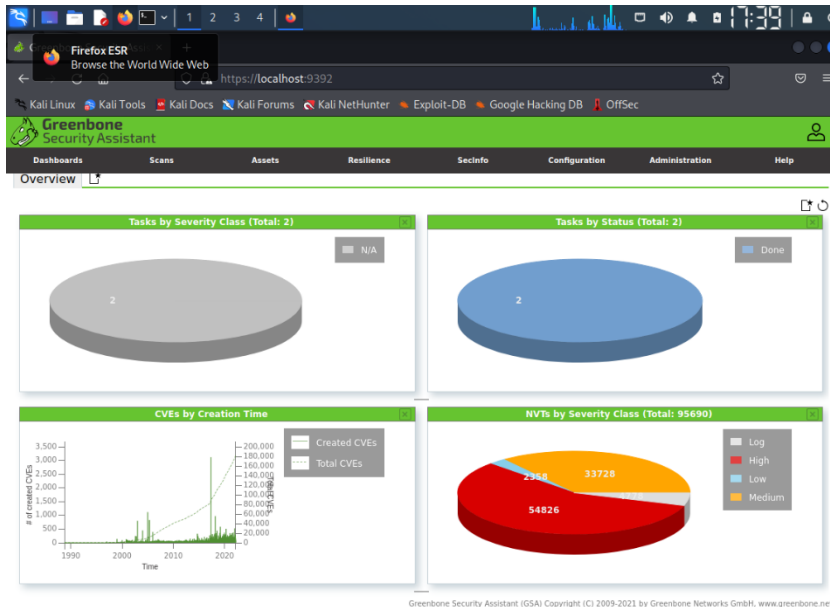 1 2 3 4
17:39
Firefox ESR
Browse the World Wide Web
https://localhost:9392
Kali Linux Kali Tools Kali Docs Kali Forums Kali NetHunter Exploit-DB Google Hacking DB OffSec
Greenbone
Security Assistant
Dashboards Scans Assets Resilience SecInfo Configuration Administration Help
Overview
Tasks by Severity Class (Total: 2)
N/A
2
Tasks by Status (Total: 2)
Done
2
CVEs by Creation Time
Created CVEs
Total CVEs
3,500
3,000
2,500
2,000
1,500
1,000
500
0
# of created CVEs
200,000
180,000
160,000
140,000
120,000
100,000
80,000
60,000
40,000
20,000
0
Total CVEs
1990 2000 2010 2020
Time
NVTs by Severity Class (Total: 95690)
Log
High
Low
Medium
33728
2358
54826
Greenbone Security Assistant (GSA) Copyright (C) 2009-2021 by Greenbone Networks GmbH, www.greenbone.ne